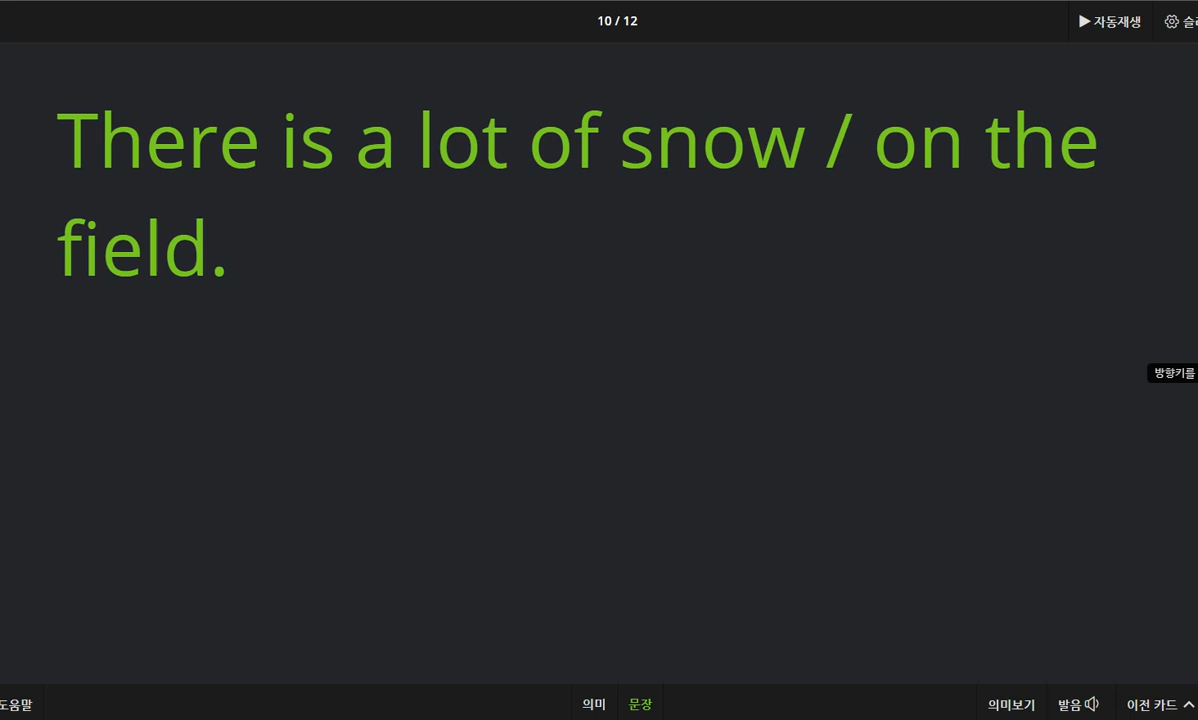 10 / 12
▶ 자동재생
There is a lot of snow / on the
field.
방향키를
도움말
의미
문장
의미보기
발음
이전 카드